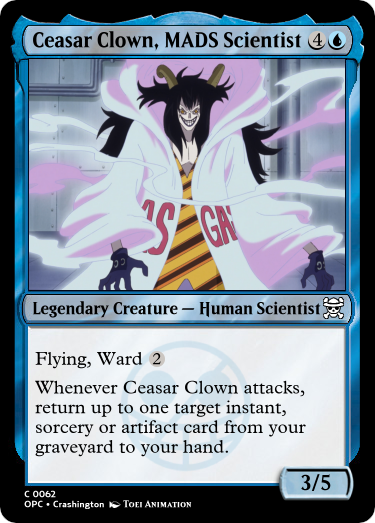 Ceasar Clown, MADS Scientist 4
GAS GA
Legendary Creature — Human Scientist
Flying, Ward 2
Whenever Ceasar Clown attacks,
return up to one target instant,
sorcery or artifact card from your
graveyard to your hand.
3/5
C 0062
OPC • Crashington TOEI ANIMATION